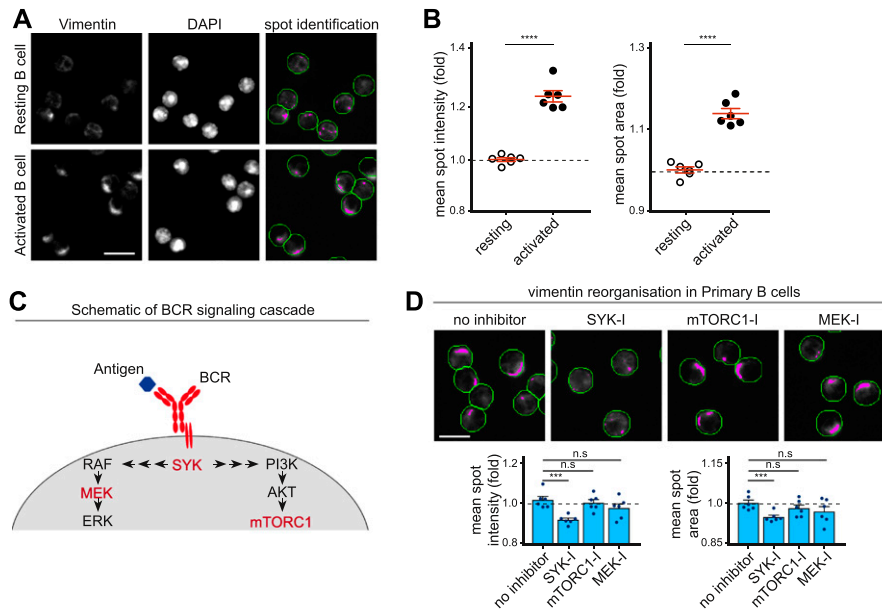 A
Vimentin
DAPI
spot identification
Resting B cell
Activated B cell
B
mean spot intensity (fold)
1.4
1.2
1.0
0.8
****
resting
activated
mean spot area (fold)
1.3
1.1
0.9
****
resting
activated
C
Schematic of BCR signaling cascade
Antigen
BCR
RAF
SYK
PI3K
MEK
AKT
ERK
mTORC1
D
vimentin reorganisation in Primary B cells
no inhibitor
SYK-I
mTORC1-I
MEK-I
mean spot
intensity (fold)
1.2
1.0
0.8
n.s
n.s
***
no inhibitor
SYK-I
mTORC1-I
MEK-I
mean spot
area (fold)
1.15
1.0
0.85
n.s
n.s
***
no inhibitor
SYK-I
mTORC1-I
MEK-I